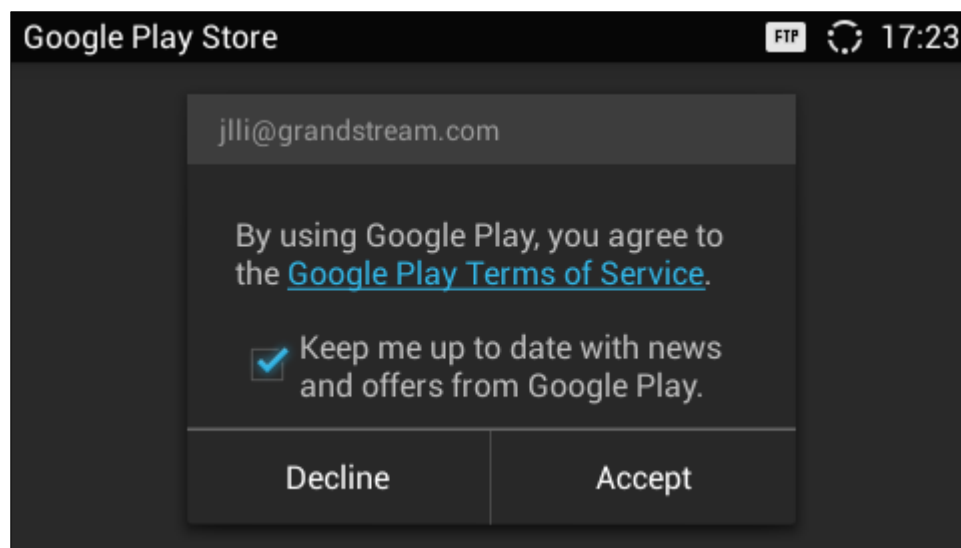 Google Play Store FTP 17:23
jlli@grandstream.com
By using Google Play, you agree to
the Google Play Terms of Service.
Keep me up to date with news
and offers from Google Play.
Decline Accept